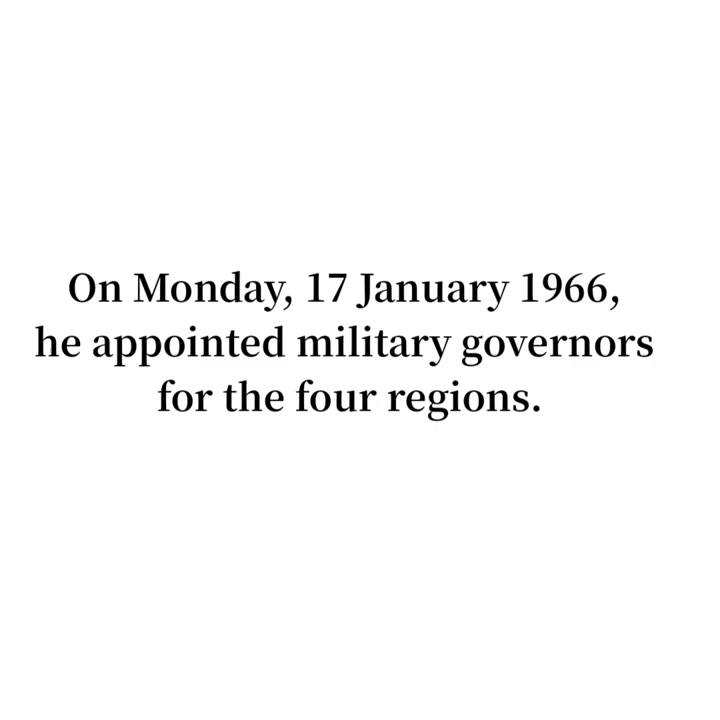 On Monday, 17 January 1966,
he appointed military governors
for the four regions.